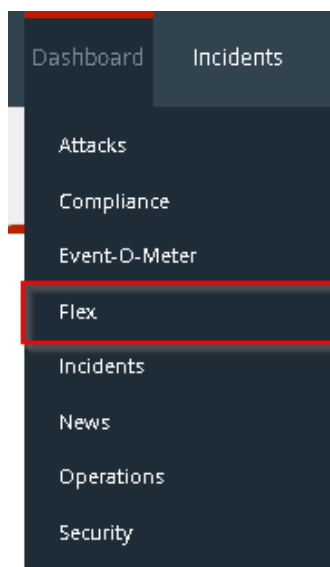 Dashboard Incidents
Attacks
Compliance
Event-O-Meter
Flex
Incidents
News
Operations
Security